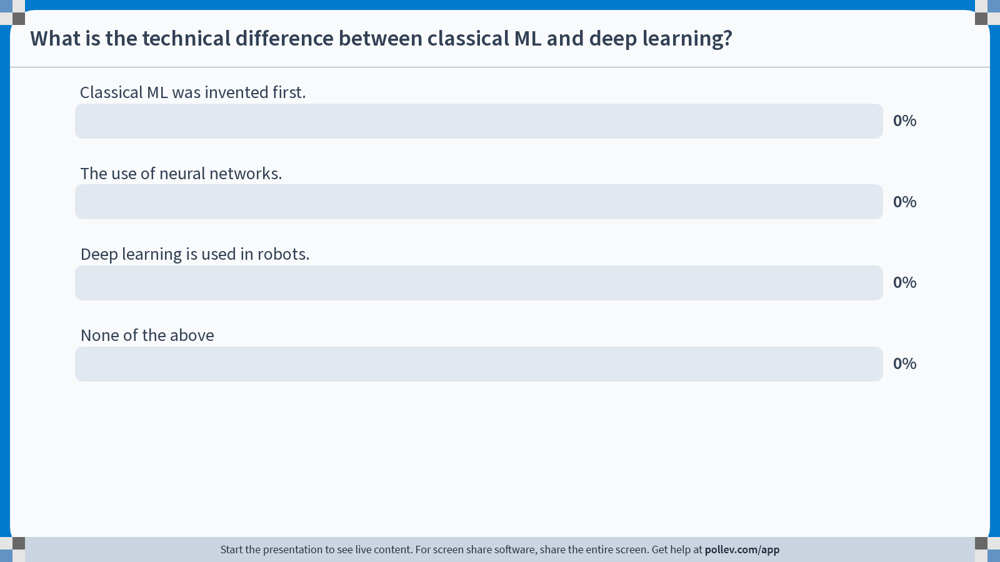 What is the technical difference between classical ML and deep learning?
Classical ML was invented first.
0%
The use of neural networks.
0%
Deep learning is used in robots.
0%
None of the above
0%
Start the presentation to see live content. For screen share software, share the entire screen. Get help at pollev.com/app